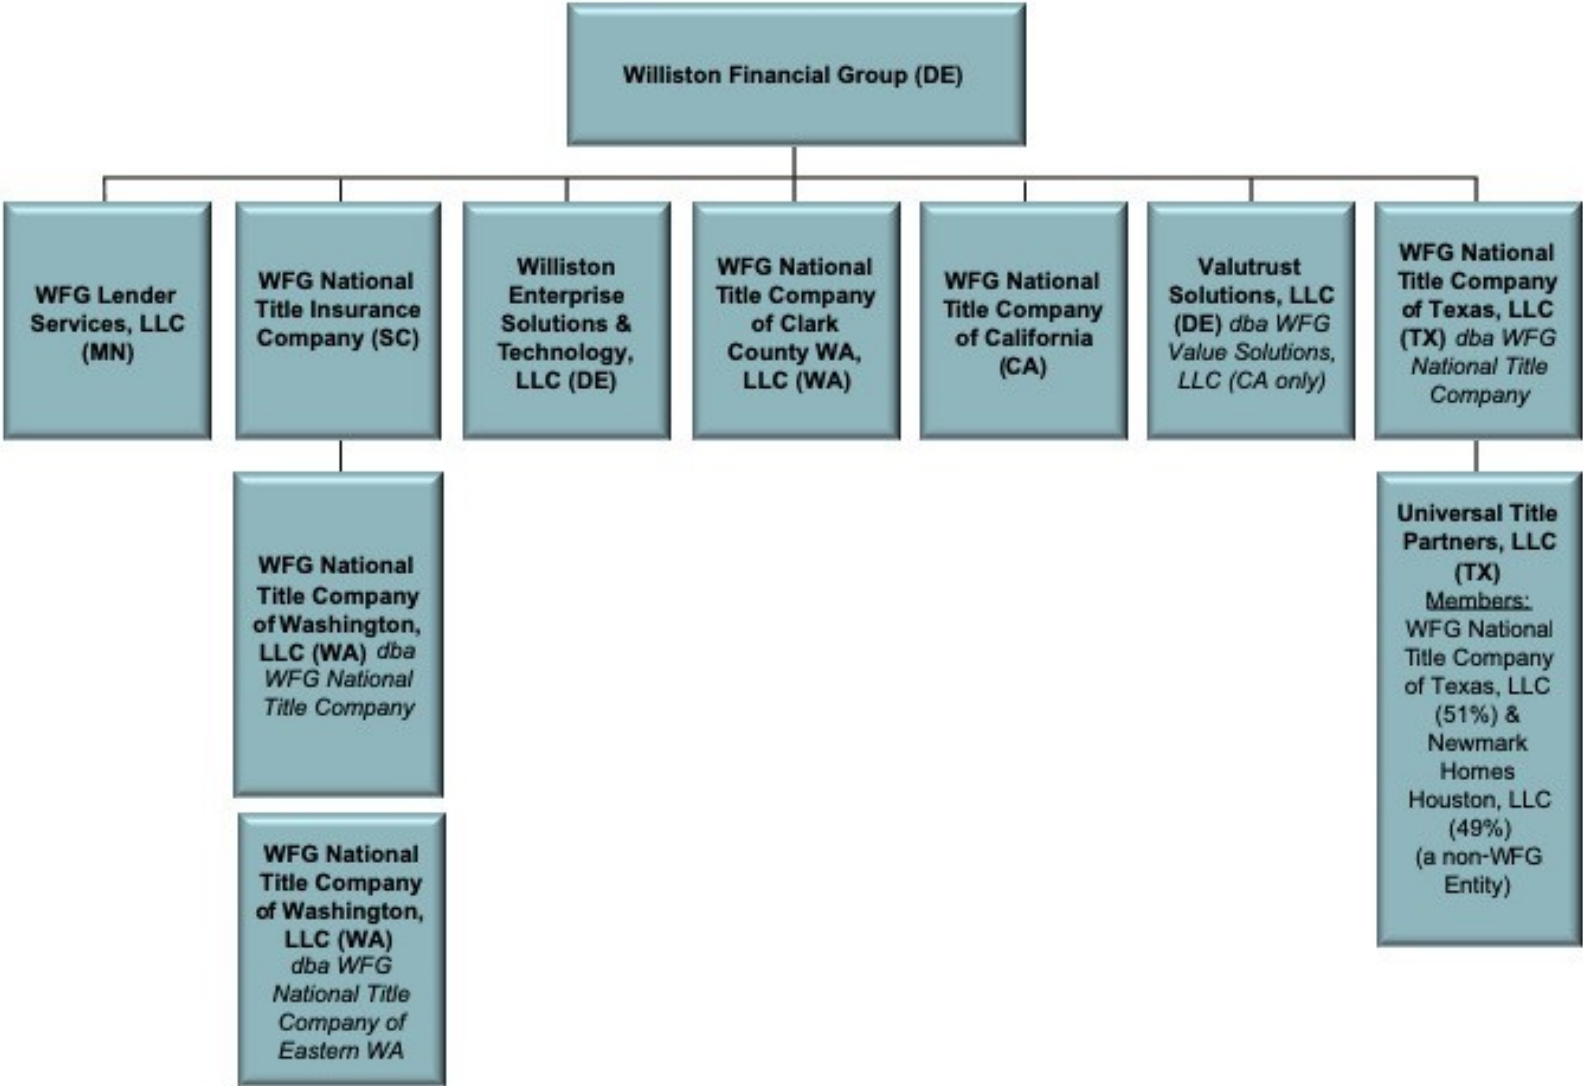 Williston Financial Group (DE)
WFG Lender
Services, LLC
(MN)
WFG National
Title Insurance
Company (SC)
Williston
Enterprise
Solutions &
Technology,
LLC (DE)
WFG National
Title Company
of Clark
County WA,
LLC (WA)
WFG National
Title Company
of California
(CA)
Valutrust
Solutions, LLC
(DE) dba WFG
Value Solutions,
LLC (CA only)
WFG National
Title Company
of Texas, LLC
(TX) dba WFG
National Title
Company
WFG National
Title Company
of Washington,
LLC (WA) dba
WFG National
Title Company
Universal Title
Partners, LLC
(TX)
Members:
WFG National
Title Company
of Texas, LLC
(51%) &
Newmark
Homes
Houston, LLC
(49%)
(a non-WFG
Entity)
WFG National
Title Company
of Washington,
LLC (WA)
dba WFG
National Title
Company of
Eastern WA